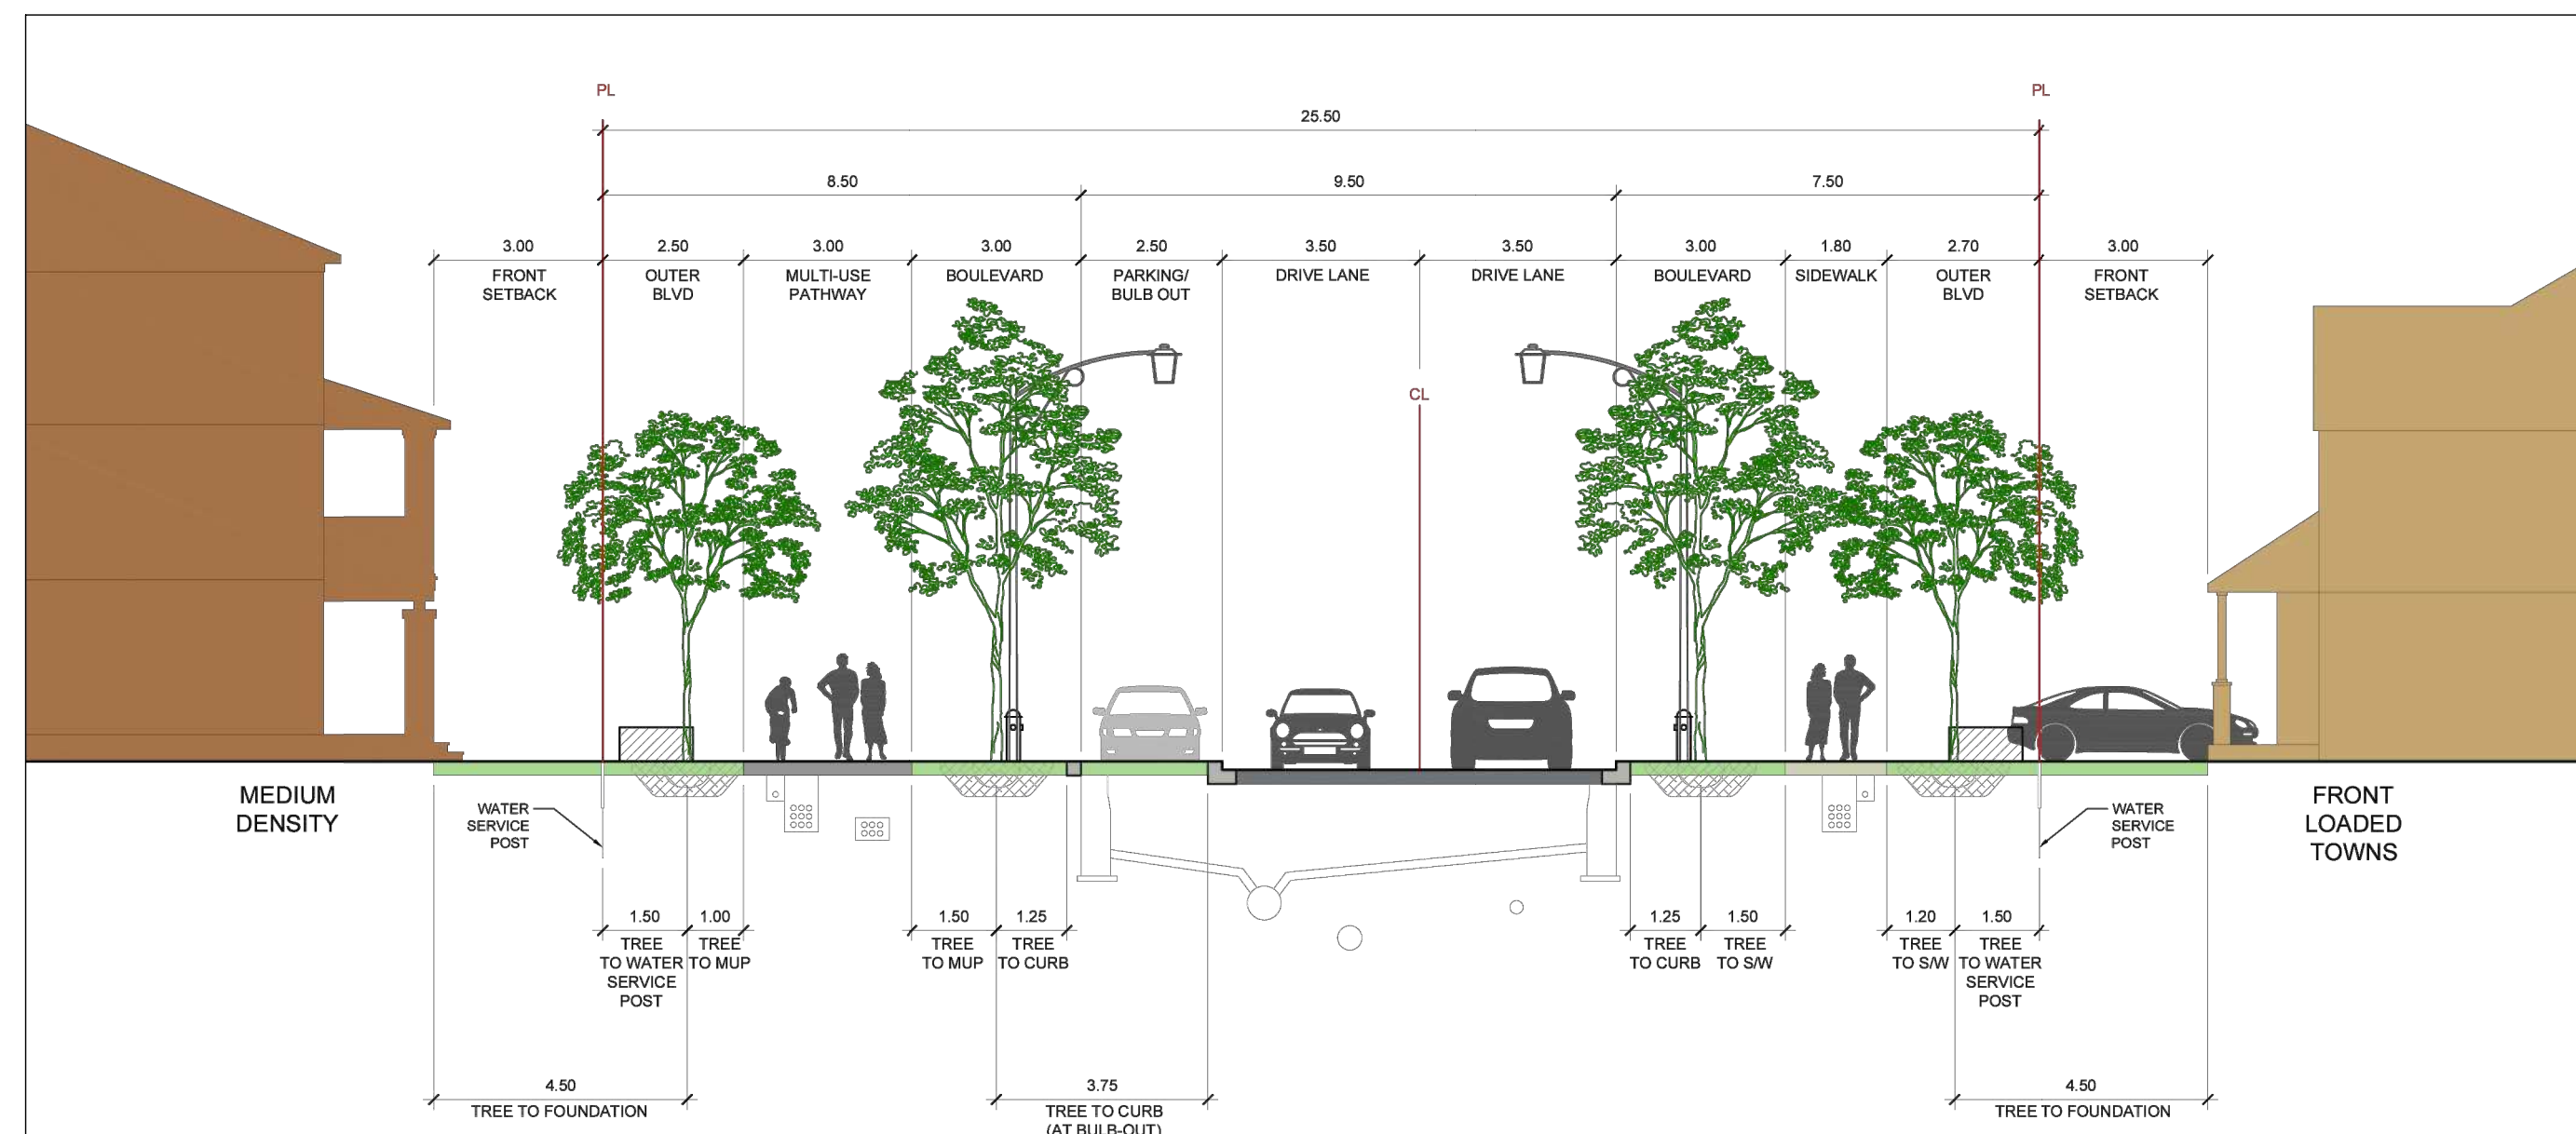 PL
PL
25.50
8.50
9.50
7.50
3.00
2.50
3.00
3.00
2.50
3.50
3.50
3.00
1.80
2.70
3.00
FRONT
SETBACK
OUTER
BLVD
MULTI-USE
PATHWAY
BOULEVARD
PARKING/
BULB OUT
DRIVE LANE
DRIVE LANE
BOULEVARD
SIDEWALK
OUTER
BLVD
FRONT
SETBACK
CL
MEDIUM
DENSITY
WATER
SERVICE
POST
WATER
SERVICE
POST
FRONT
LOADED
TOWNS
1.50
TREE
TO WATER
SERVICE
POST
1.00
TREE
TO MUP
1.50
TREE
TO MUP
1.25
TREE
TO CURB
1.25
TREE
TO CURB
1.50
TREE
TO S/W
1.20
TREE
TO S/W
1.50
TREE
TO WATER
SERVICE
POST
4.50
TREE TO FOUNDATION
3.75
TREE TO CURB
(AT BULB-OUT)
4.50
TREE TO FOUNDATION